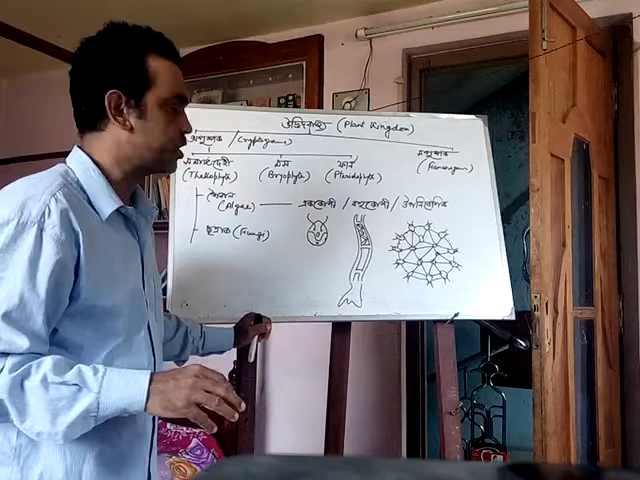 উদ্ভিদরাজ্য (Plant Kingdom)
অপুষ্পক / (Cryptogams)
সপুষ্পক
(Phanerogams)
সমাঙ্গদেহী মস ফার্ন
(Thallophyta) (Bryophyta) (Pteridophyta)
শৈবাল
(Algae) এককোশী / বহুকোশী / ঔপনিবেশিক
ছত্রাক (Fungi)